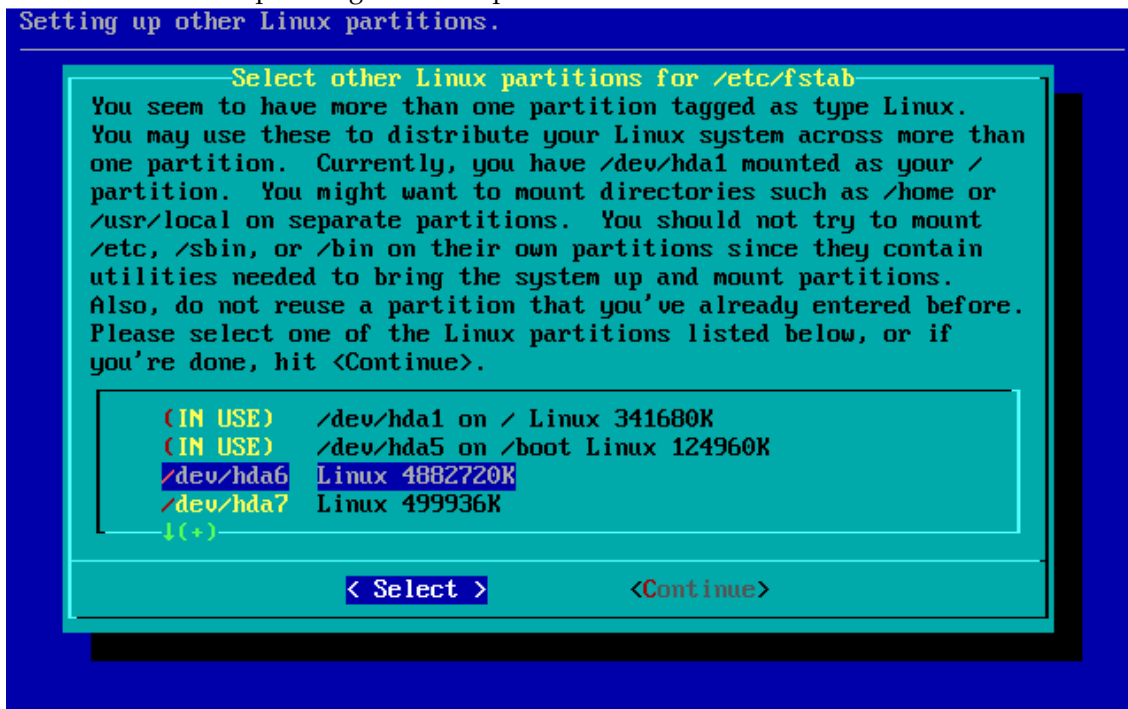 Setting up other Linux partitions.
Select other Linux partitions for /etc/fstab
You seem to have more than one partition tagged as type Linux.
You may use these to distribute your Linux system across more than
one partition.  Currently, you have /dev/hda1 mounted as your /
partition.  You might want to mount directories such as /home or
/usr/local on separate partitions.  You should not try to mount
/etc, /sbin, or /bin on their own partitions since they contain
utilities needed to bring the system up and mount partitions.
Also, do not reuse a partition that you've already entered before.
Please select one of the Linux partitions listed below, or if
you're done, hit <Continue>.
(IN USE)   /dev/hda1 on / Linux 341680K
(IN USE)   /dev/hda5 on /boot Linux 124960K
/dev/hda6  Linux 4882720K
/dev/hda7  Linux 499936K
↓(+)
< Select >  <Continue>